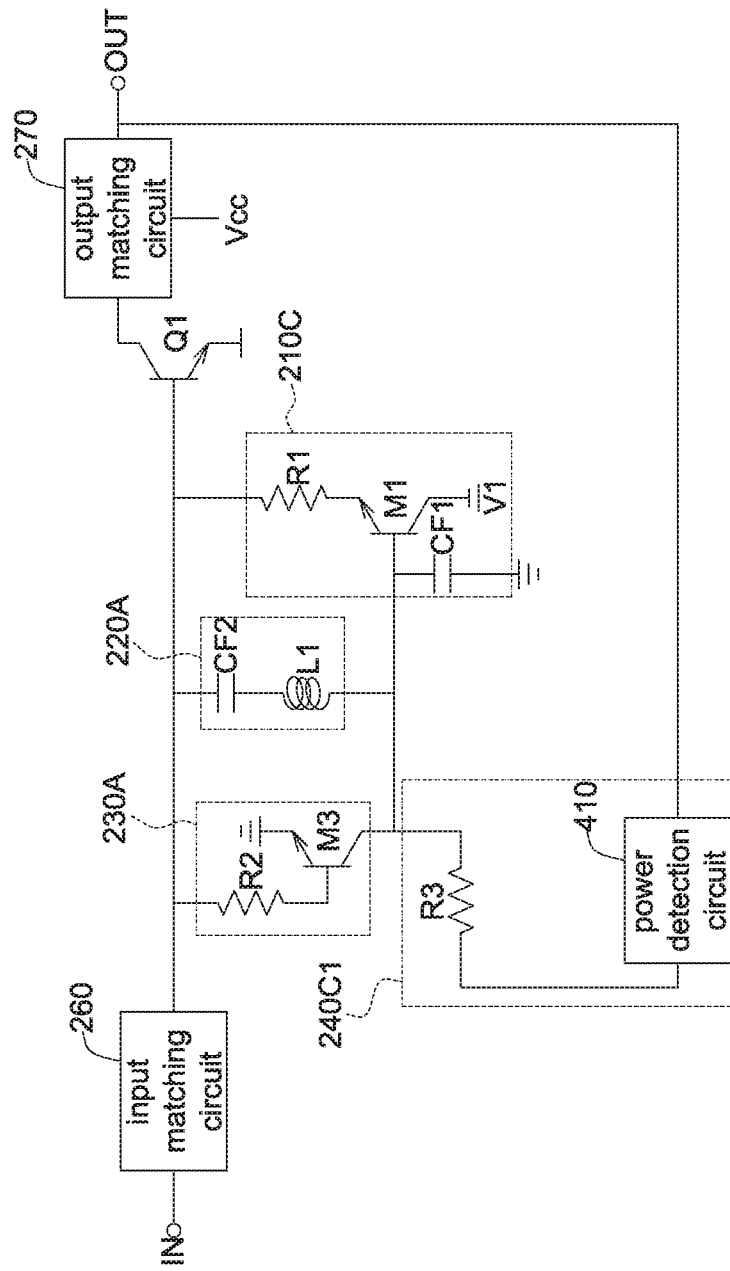 IN
input
matching
circuit
260
230A
R2
M3
220A
CF2
L1
210C
R1
M1
CF1
V1
Q1
output
matching
circuit
270
Vcc
OUT
240C1
R3
power
detection
circuit
410